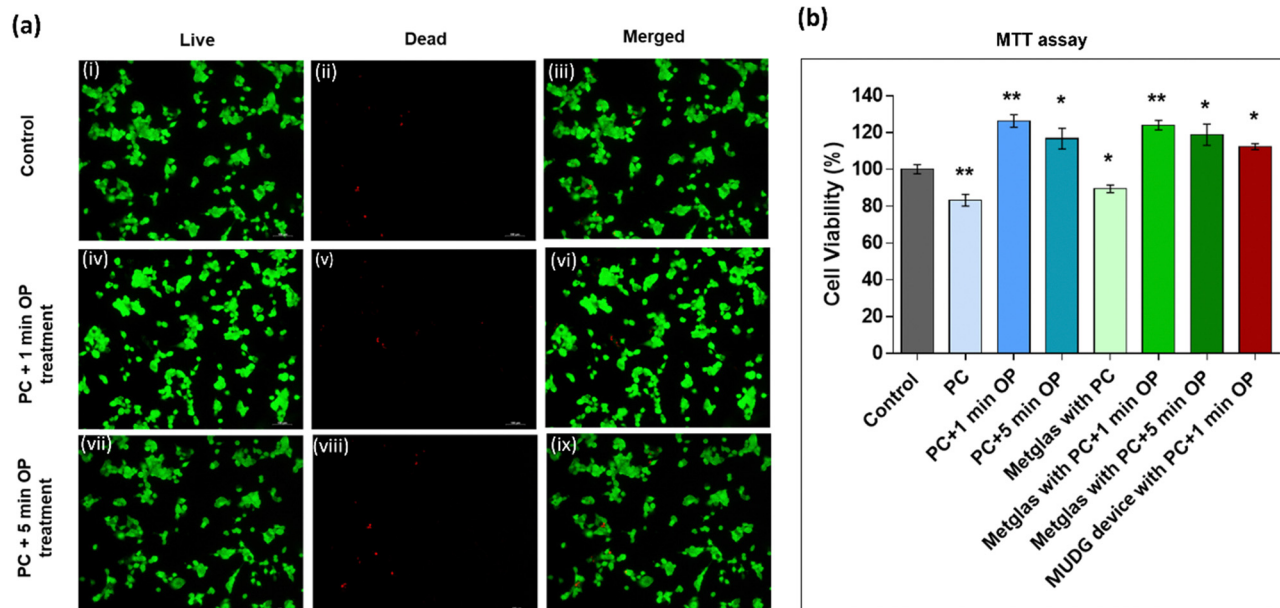 (a)
Live
Dead
Merged
Control
(i)
(ii)
(iii)
PC + 1 min OP
treatment
(iv)
(v)
(vi)
PC + 5 min OP
treatment
(vii)
(viii)
(ix)
(b)
MTT assay
Cell Viability (%)
140
120
100
80
60
40
20
0
**
**
*
*
**
*
*
Control
PC
PC+1 min OP
PC+5 min OP
Metglas with PC
Metglas with PC+1 min OP
Metglas with PC+5 min OP
MUDG device with PC+1 min OP